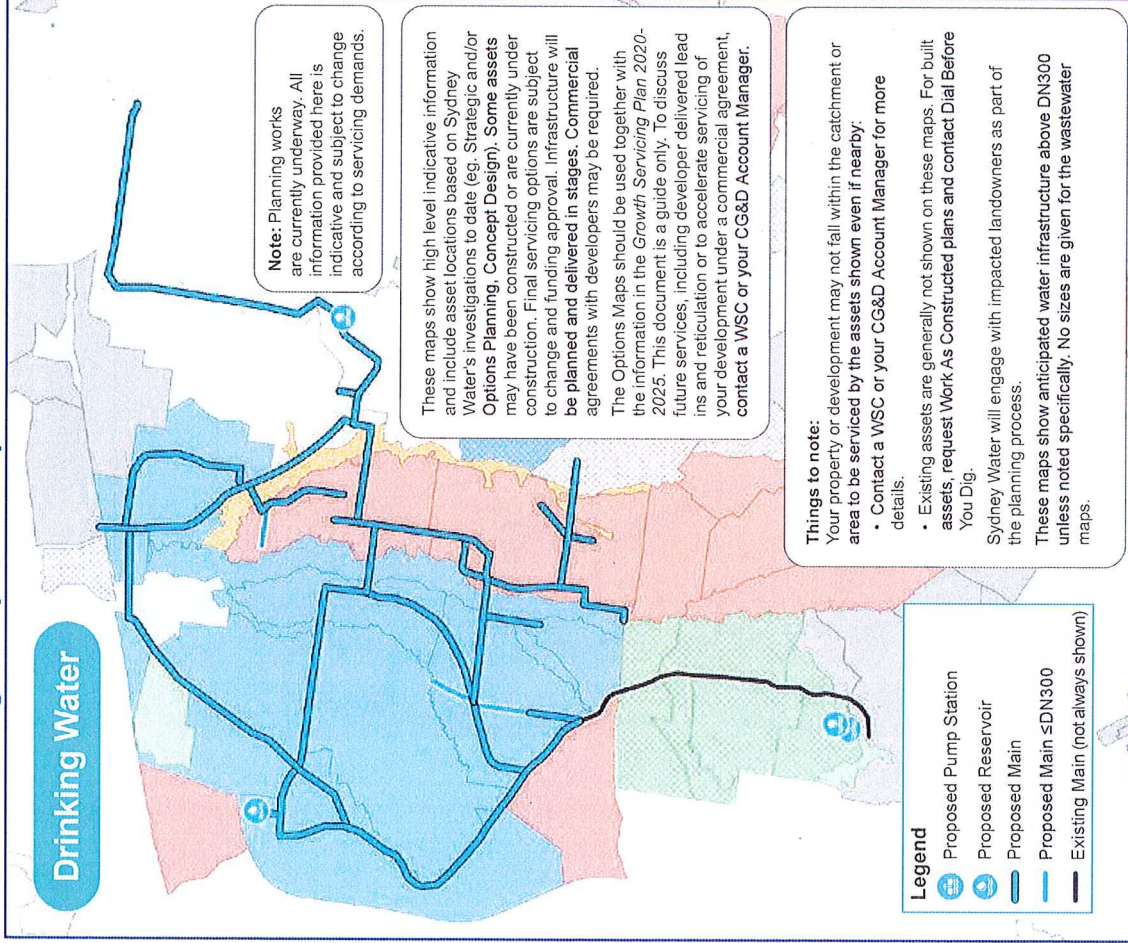 Drinking Water
Note: Planning works
are currently underway. All
information provided here is
indicative and subject to change
according to servicing demands.
These maps show high level indicative information
and include asset locations based on Sydney
Water's investigations to date (eg. Strategic and/or
Options Planning, Concept Design). Some assets
may have been constructed or are currently under
construction. Final servicing options are subject
to change and funding approval. Infrastructure will
be planned and delivered in stages. Commercial
agreements with developers may be required.
The Options Maps should be used together with
the information in the Growth Servicing Plan 2020-
2025. This document is a guide only. To discuss
future services, including developer delivered lead
ins and reticulation or to accelerate servicing of
your development under a commercial agreement,
contact a WSC or your CG&D Account Manager.
Things to note:
Your property or development may not fall within the catchment or
area to be serviced by the assets shown even if nearby:
• Contact a WSC or your CG&D Account Manager for more
details.
• Existing assets are generally not shown on these maps. For built
assets, request Work As Constructed plans and contact Dial Before
You Dig.
Sydney Water will engage with impacted landowners as part of
the planning process.
These maps show anticipated water infrastructure above DN300
unless noted specifically. No sizes are given for the wastewater
maps.
Legend
Proposed Pump Station
Proposed Reservoir
Proposed Main
Proposed Main ≤DN300
Existing Main (not always shown)